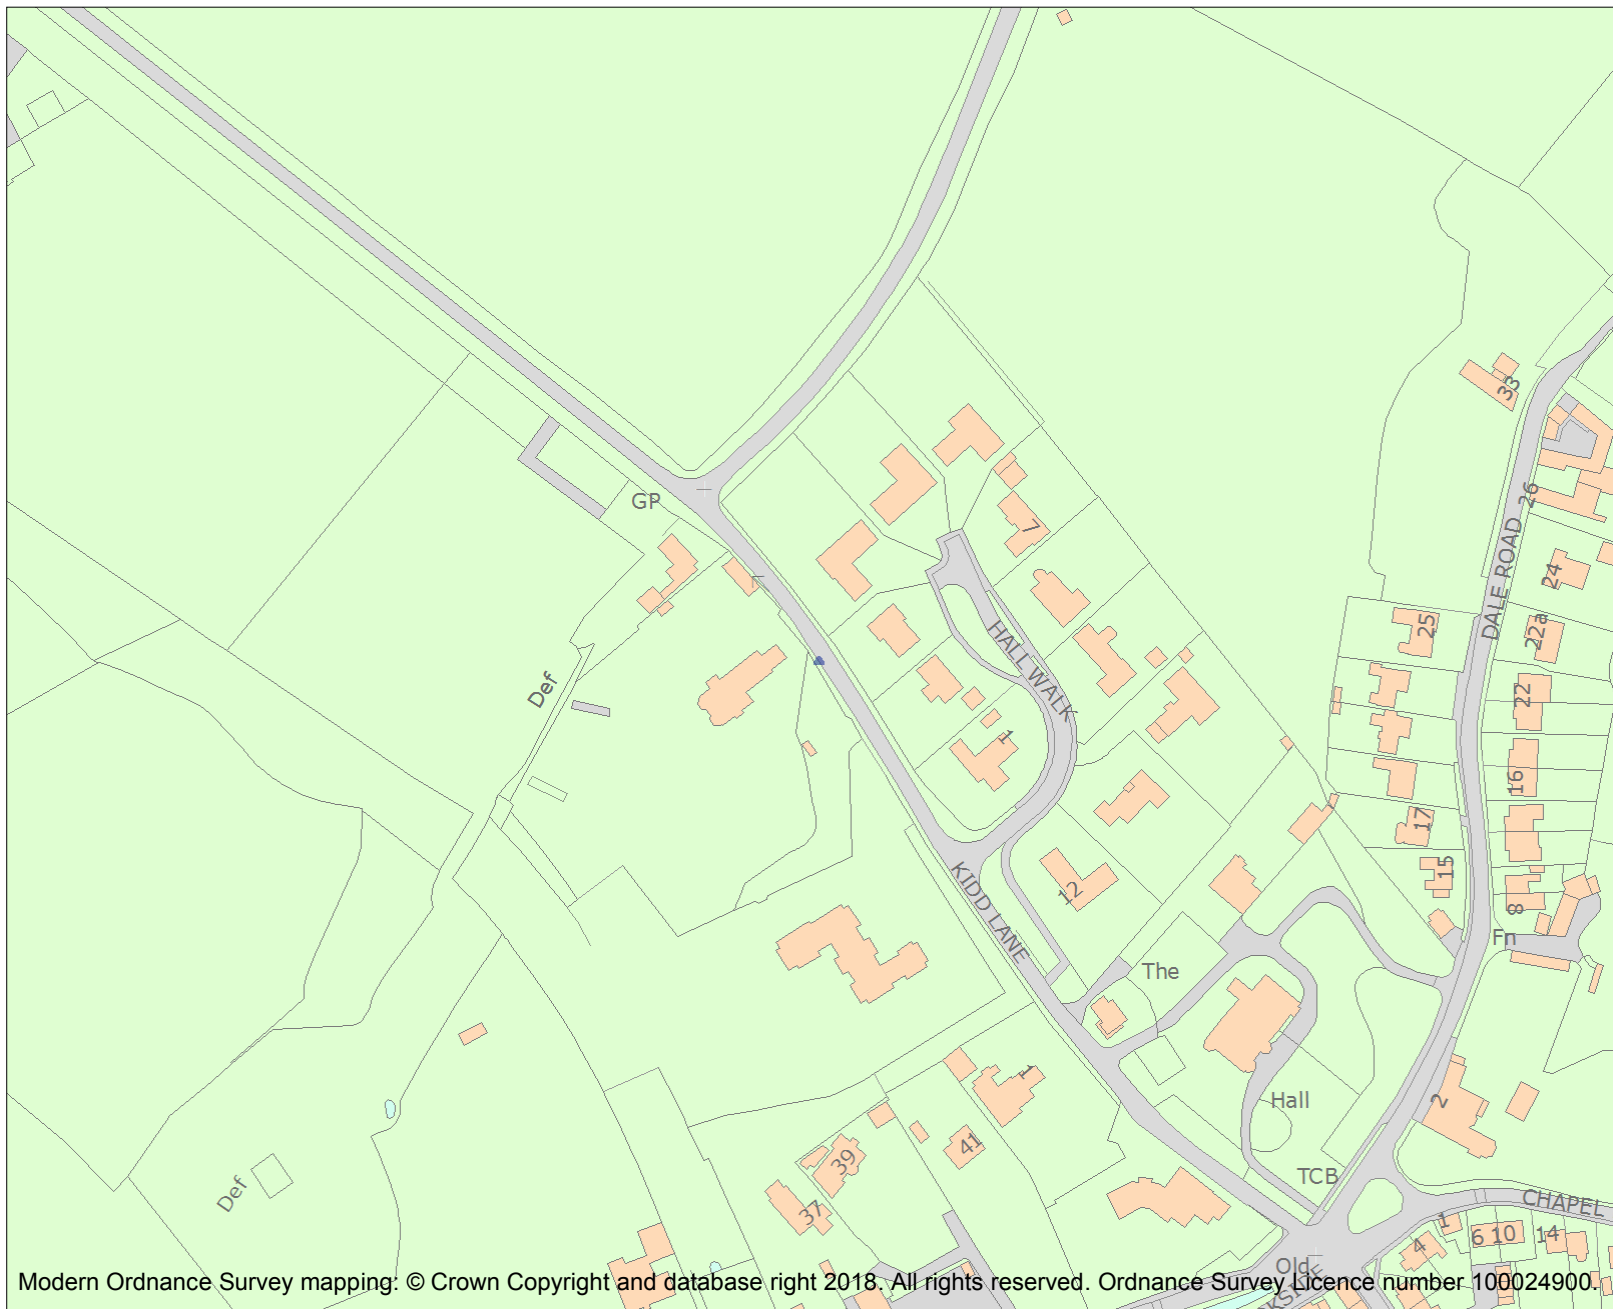 33
GP
26
7
DALE ROAD
24
25
22a
HALL WALK
Def
22
1
16
17
15
12
8
KIDD LANE
Fn
The
1
2
Hall
41
39
TCB
Def
37
CHAPEL
1
6 10 14
4
Old
Modern Ordnance Survey mapping: © Crown Copyright and database right 2018. All rights reserved. Ordnance Survey Licence number 100024900.